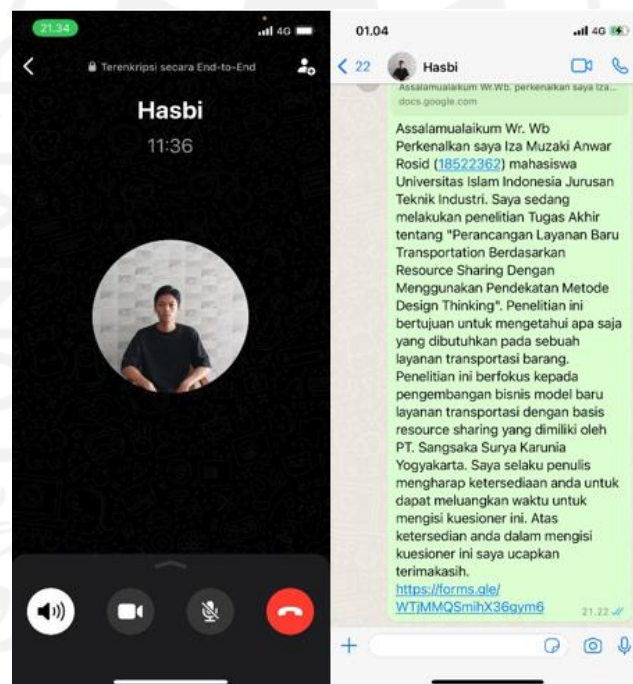 21.34
4G
Terenkripsi secara End-to-End
Hasbi
11:36
01.04
4G
22
Hasbi
Assalamualaikum Wr.Wb. perkenalkan saya Iza...
docs.google.com
Assalamualaikum Wr. Wb
Perkenalkan saya Iza Muzaki Anwar
Rosid (18522362) mahasiswa
Universitas Islam Indonesia Jurusan
Teknik Industri. Saya sedang
melakukan penelitian Tugas Akhir
tentang "Perancangan Layanan Baru
Transportation Berdasarkan
Resource Sharing Dengan
Menggunakan Pendekatan Metode
Design Thinking". Penelitian ini
bertujuan untuk mengetahui apa saja
yang dibutuhkan pada sebuah
layanan transportasi barang.
Penelitian ini berfokus kepada
pengembangan bisnis model baru
layanan transportasi dengan basis
resource sharing yang dimiliki oleh
PT. Sangsaka Surya Karunia
Yogyakarta. Saya selaku penulis
mengharap ketersediaan anda untuk
dapat meluangkan waktu untuk
mengisi kuesioner ini. Atas
ketersedian anda dalam mengisi
kuesioner ini saya ucapkan
terimakasih.
https://forms.gle/
WTjMMQSmihX36gym6
21.22